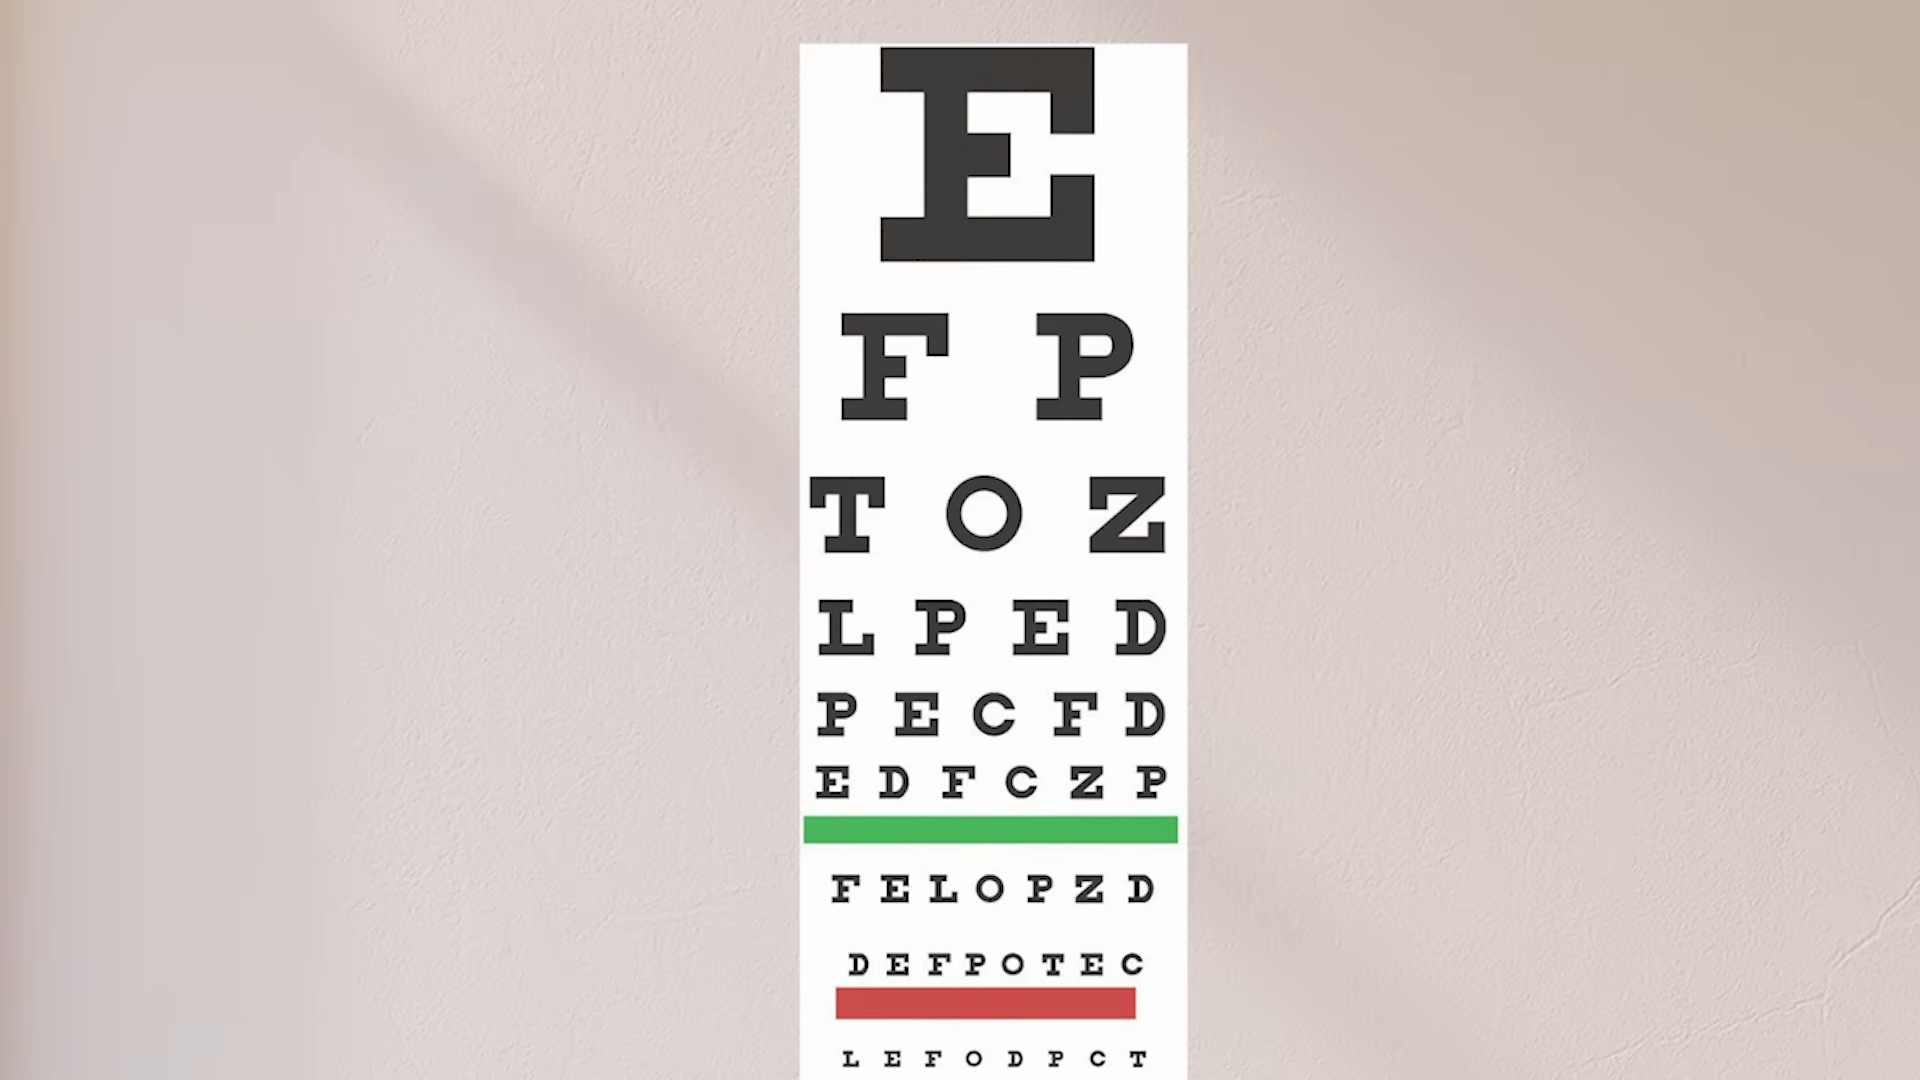 E
F P
T O Z
L P E D
P E C F D
E D F C Z P
F E L O P Z D
D E F P O T E C
L E F O D P C T